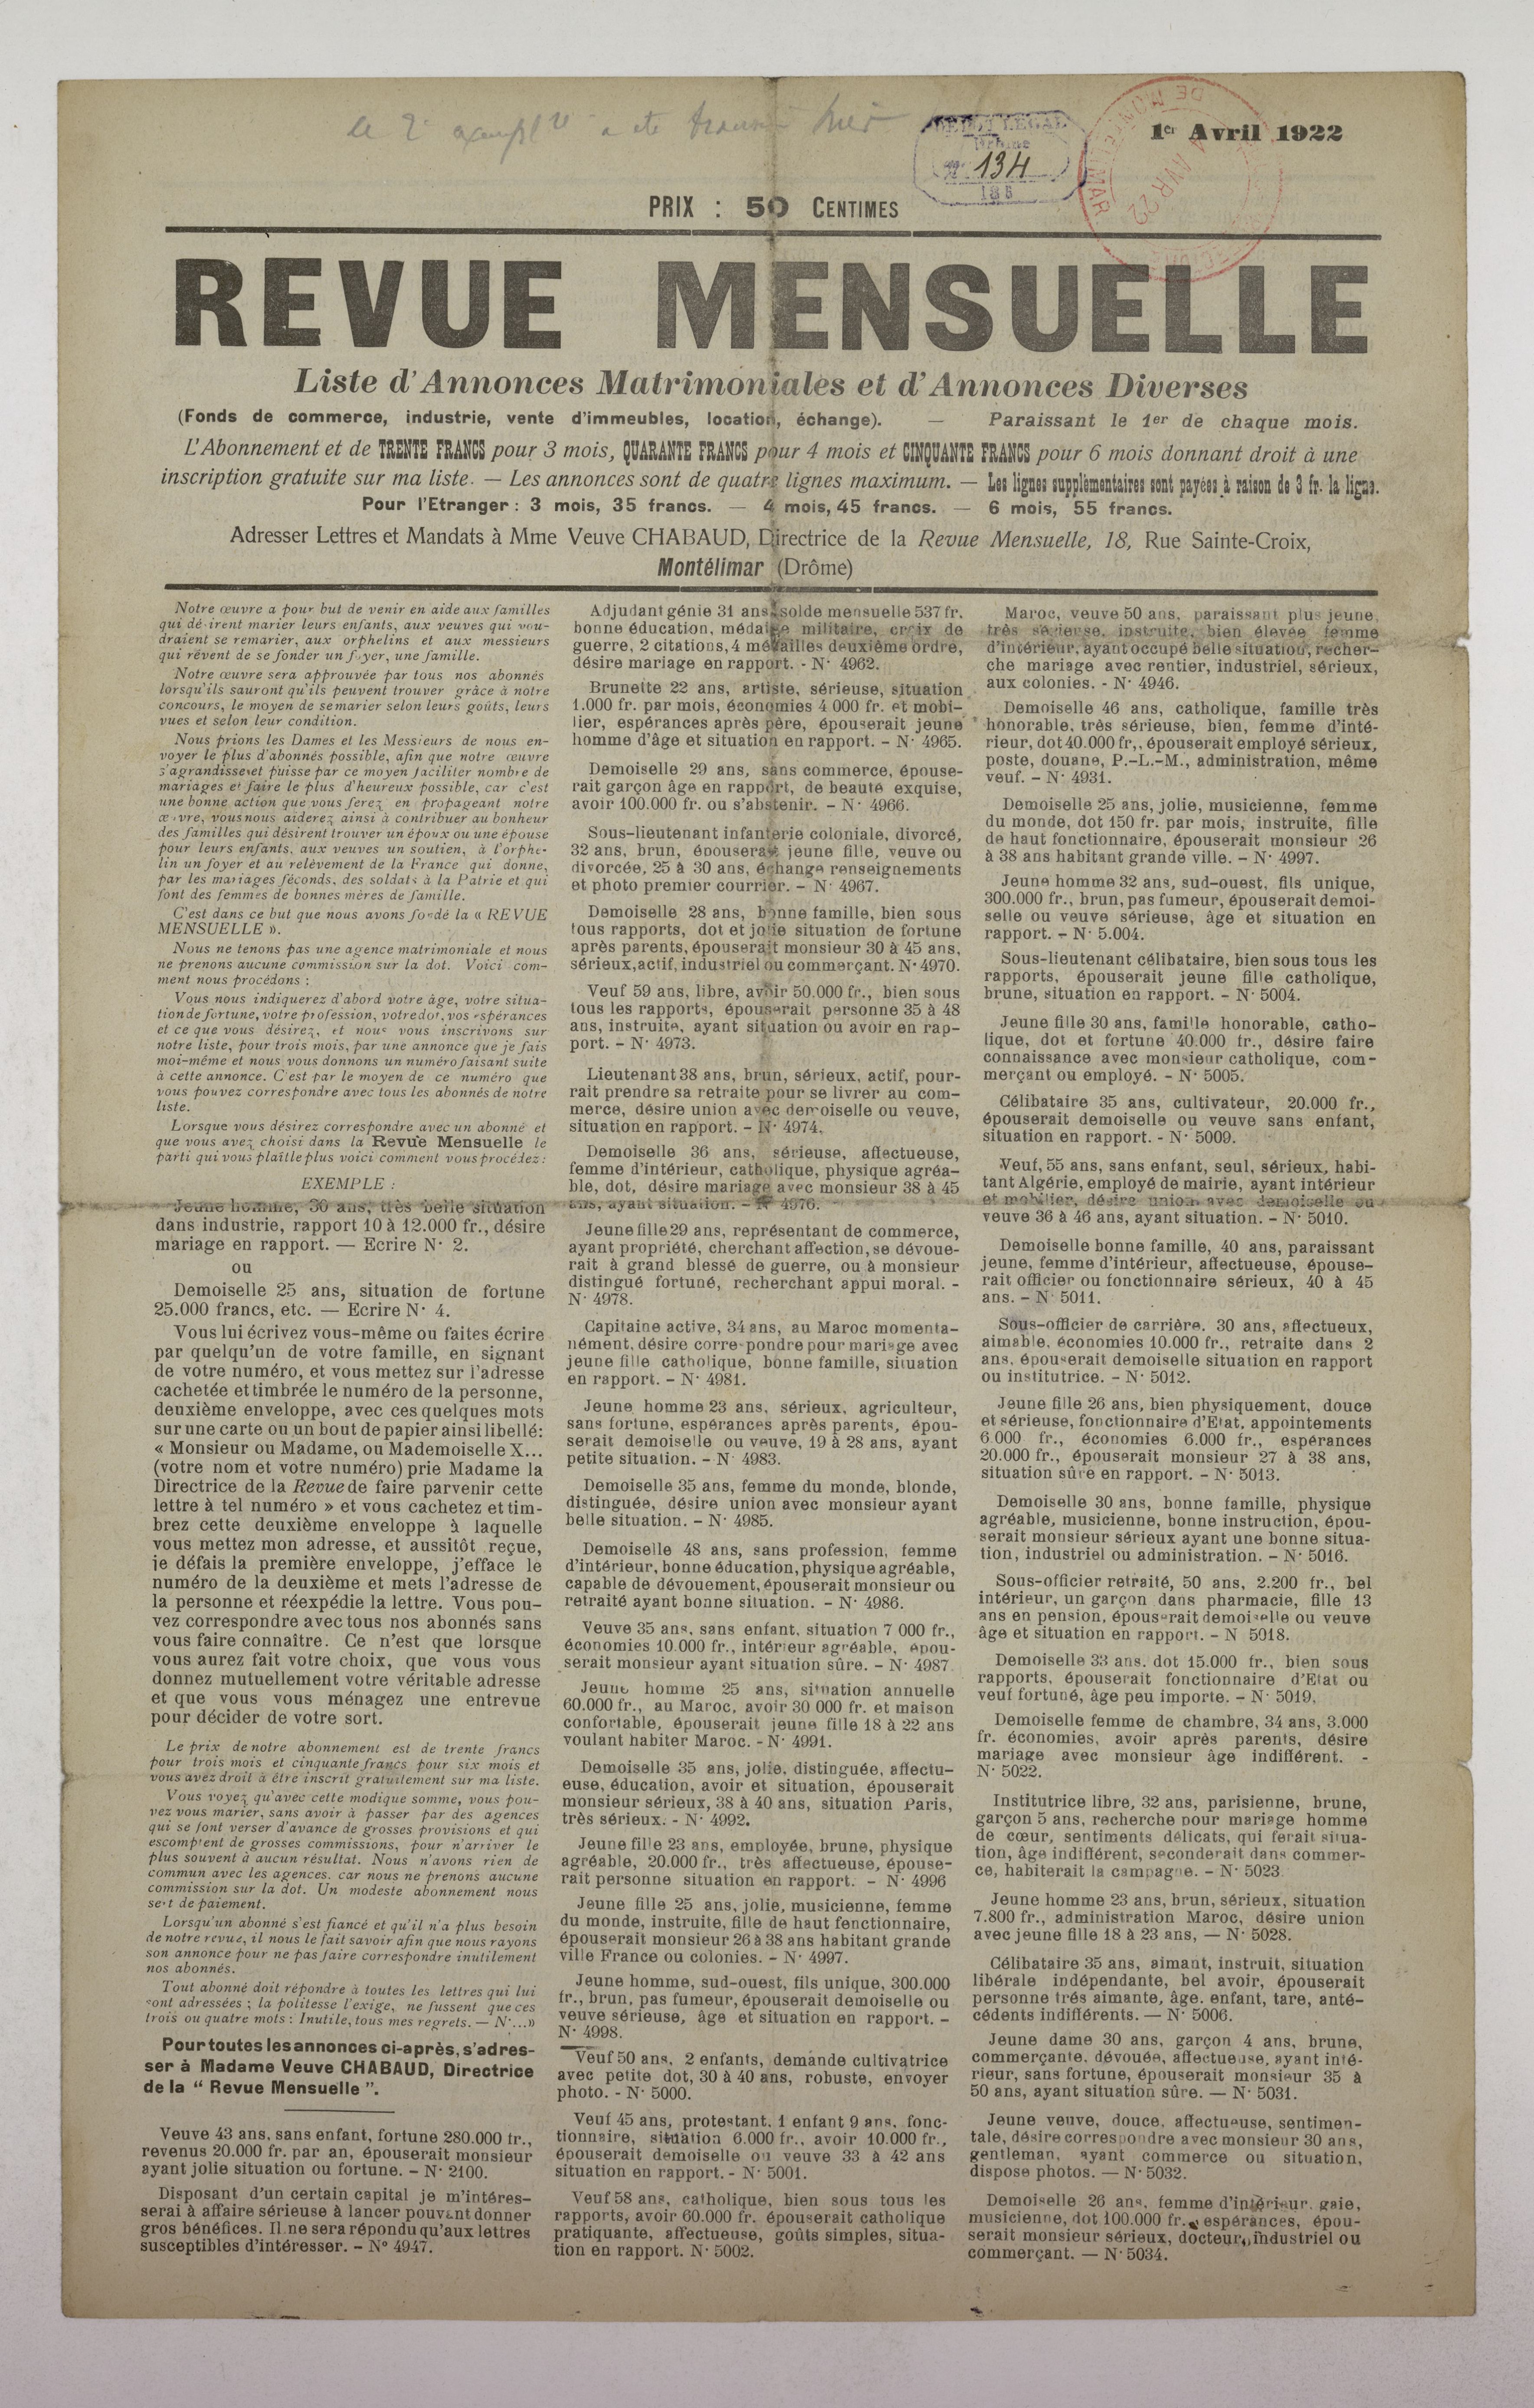 le 2e exempl re a ete trouvé hier
DEPOT LEGAL
Drôme
No 134
188
1er Avril 1922
4 AVR 22
PRIX : 50 CENTIMES
REVUE MENSUELLE
Liste d'Annonces Matrimoniales et d'Annonces Diverses
(Fonds de commerce, industrie, vente d'immeubles, location, échange). — Paraissant le 1er de chaque mois.
L'Abonnement et de TRENTE FRANCS pour 3 mois, QUARANTE FRANCS pour 4 mois et CINQUANTE FRANCS pour 6 mois donnant droit à une
inscription gratuite sur ma liste. — Les annonces sont de quatre lignes maximum. — Les lignes supplémentaires sont payées à raison de 3 fr. la ligne.
Pour l'Etranger : 3 mois, 35 francs. — 4 mois, 45 francs. — 6 mois, 55 francs.
Adresser Lettres et Mandats à Mme Veuve CHABAUD, Directrice de la Revue Mensuelle, 18, Rue Sainte-Croix,
Montélimar (Drôme)
Notre œuvre a pour but de venir en aide aux familles
qui désirent marier leurs enfants, aux veuves qui vou-
draient se remarier, aux orphelins et aux messieurs
qui rêvent de se fonder un foyer, une famille.
Notre œuvre sera approuvée par tous nos abonnés
lorsqu'ils sauront qu'ils peuvent trouver grâce à notre
concours, le moyen de se marier selon leurs goûts, leurs
vues et selon leur condition.
Nous prions les Dames et les Messieurs de nous en-
voyer le plus d'abonnés possible, afin que notre œuvre
s'agrandisse et puisse par ce moyen faciliter nombre de
mariages et faire le plus d'heureux possible, car c'est
une bonne action que vous ferez en propageant notre
œuvre, vous nous aiderez ainsi à contribuer au bonheur
des familles qui désirent trouver un époux ou une épouse
pour leurs enfants, aux veuves un soutien, à l'orphe-
lin un foyer et au relèvement de la France qui donne,
par les mariages féconds, des soldats à la Patrie et qui
font des femmes de bonnes mères de famille.
C'est dans ce but que nous avons fondé la « REVUE
MENSUELLE ».
Nous ne tenons pas une agence matrimoniale et nous
ne prenons aucune commission sur la dot. Voici com-
ment nous procédons :
Vous nous indiquerez d'abord votre âge, votre situa-
tion de fortune, votre profession, votre dot, vos espérances
et ce que vous désirez, et nous vous inscrivons sur
notre liste, pour trois mois, par une annonce que je fais
moi-même et nous vous donnons un numéro faisant suite
à cette annonce. C'est par le moyen de ce numéro que
vous pouvez correspondre avec tous les abonnés de notre
liste.
Lorsque vous désirez correspondre avec un abonné et
que vous avez choisi dans la Revue Mensuelle le
parti qui vous plaît le plus voici comment vous procédez :
EXEMPLE :
Jeune homme, 30 ans, très belle situation
dans industrie, rapport 10 à 12.000 fr., désire
mariage en rapport. — Ecrire N· 2.
ou
Demoiselle 25 ans, situation de fortune
25.000 francs, etc. — Ecrire N· 4.
Vous lui écrivez vous-même ou faites écrire
par quelqu'un de votre famille, en signant
de votre numéro, et vous mettez sur l'adresse
cachetée et timbrée le numéro de la personne,
deuxième enveloppe, avec ces quelques mots
sur une carte ou un bout de papier ainsi libellé:
« Monsieur ou Madame, ou Mademoiselle X...
(votre nom et votre numéro) prie Madame la
Directrice de la Revue de faire parvenir cette
lettre à tel numéro » et vous cachetez et tim-
brez cette deuxième enveloppe à laquelle
vous mettez mon adresse, et aussitôt reçue,
je défais la première enveloppe, j'efface le
numéro de la deuxième et mets l'adresse de
la personne et réexpédie la lettre. Vous pou-
vez correspondre avec tous nos abonnés sans
vous faire connaître. Ce n'est que lorsque
vous aurez fait votre choix, que vous vous
donnez mutuellement votre véritable adresse
et que vous vous ménagez une entrevue
pour décider de votre sort.
Le prix de notre abonnement est de trente francs
pour trois mois et cinquante francs pour six mois et
vous avez droit à être inscrit gratuitement sur ma liste.
Vous voyez qu'avec cette modique somme, vous pou-
vez vous marier, sans avoir à passer par des agences
qui se font verser d'avance de grosses provisions et qui
escomptent de grosses commissions, pour n'arriver le
plus souvent à aucun résultat. Nous n'avons rien de
commun avec les agences, car nous ne prenons aucune
commission sur la dot. Un modeste abonnement nous
sert de paiement.
Lorsqu'un abonné s'est fiancé et qu'il n'a plus besoin
de notre revue, il nous le fait savoir afin que nous rayons
son annonce pour ne pas faire correspondre inutilement
nos abonnés.
Tout abonné doit répondre à toutes les lettres qui lui
sont adressées ; la politesse l'exige, ne fussent que ces
trois ou quatre mots : Inutile, tous mes regrets. — N·...»
Pour toutes les annonces ci-après, s'adres-
ser à Madame Veuve CHABAUD, Directrice
de la “ Revue Mensuelle ”.
Veuve 43 ans, sans enfant, fortune 280.000 fr.,
revenus 20.000 fr. par an, épouserait monsieur
ayant jolie situation ou fortune. – N· 2100.
Disposant d'un certain capital je m'intéres-
serai à affaire sérieuse à lancer pouvant donner
gros bénéfices. Il ne sera répondu qu'aux lettres
susceptibles d'intéresser. – N° 4947.
Adjudant génie 31 ans, solde mensuelle 537 fr.
bonne éducation, médaille militaire, croix de
guerre, 2 citations, 4 médailles deuxième ordre,
désire mariage en rapport. - N· 4962.
Brunette 22 ans, artiste, sérieuse, situation
1.000 fr. par mois, économies 4 000 fr. et mobi-
lier, espérances après père, épouserait jeune
homme d'âge et situation en rapport. – N· 4965.
Demoiselle 29 ans, sans commerce, épouse-
rait garçon âge en rapport, de beauté exquise,
avoir 100.000 fr. ou s'abstenir. – N· 4966.
Sous-lieutenant infanterie coloniale, divorcé,
32 ans, brun, épouserait jeune fille, veuve ou
divorcée, 25 à 30 ans, échange renseignements
et photo premier courrier. – N· 4967.
Demoiselle 28 ans, bonne famille, bien sous
tous rapports, dot et jolie situation de fortune
après parents, épouserait monsieur 30 à 45 ans,
sérieux, actif, industriel ou commerçant. N· 4970.
Veuf 59 ans, libre, avoir 50.000 fr., bien sous
tous les rapports, épouserait personne 35 à 48
ans, instruite, ayant situation ou avoir en rap-
port. – N· 4973.
Lieutenant 38 ans, brun, sérieux, actif, pour-
rait prendre sa retraite pour se livrer au com-
merce, désire union avec demoiselle ou veuve,
situation en rapport. – N· 4974.
Demoiselle 36 ans, sérieuse, affectueuse,
femme d'intérieur, catholique, physique agréa-
ble, dot, désire mariage avec monsieur 38 à 45
ans, ayant situation. – N· 4976.
Jeune fille 29 ans, représentant de commerce,
ayant propriété, cherchant affection, se dévoue-
rait à grand blessé de guerre, ou à monsieur
distingué fortuné, recherchant appui moral. -
N· 4978.
Capitaine active, 34 ans, au Maroc momenta-
nément, désire correspondre pour mariage avec
jeune fille catholique, bonne famille, situation
en rapport. – N· 4981.
Jeune homme 23 ans, sérieux, agriculteur,
sans fortune, espérances après parents, épou-
serait demoiselle ou veuve, 19 à 28 ans, ayant
petite situation. – N· 4983.
Demoiselle 35 ans, femme du monde, blonde,
distinguée, désire union avec monsieur ayant
belle situation. – N· 4985.
Demoiselle 48 ans, sans profession, femme
d'intérieur, bonne éducation, physique agréable,
capable de dévouement, épouserait monsieur ou
retraité ayant bonne situation. – N· 4986.
Veuve 35 ans, sans enfant, situation 7 000 fr.,
économies 10.000 fr., intérieur agréable, épou-
serait monsieur ayant situation sûre. – N· 4987.
Jeune homme 25 ans, situation annuelle
60.000 fr., au Maroc, avoir 30 000 fr. et maison
confortable, épouserait jeune fille 18 à 22 ans
voulant habiter Maroc. - N· 4991.
Demoiselle 35 ans, jolie, distinguée, affectu-
euse, éducation, avoir et situation, épouserait
monsieur sérieux, 38 à 40 ans, situation Paris,
très sérieux. - N· 4992.
Jeune fille 23 ans, employée, brune, physique
agréable, 20.000 fr., très affectueuse, épouse-
rait personne situation en rapport. – N· 4996
Jeune fille 25 ans, jolie, musicienne, femme
du monde, instruite, fille de haut fenctionnaire,
épouserait monsieur 26 à 38 ans habitant grande
ville France ou colonies. – N· 4997.
Jeune homme, sud-ouest, fils unique, 300.000
fr., brun, pas fumeur, épouserait demoiselle ou
veuve sérieuse, âge et situation en rapport. –
N· 4998.
Veuf 50 ans, 2 enfants, demande cultivatrice
avec petite dot, 30 à 40 ans, robuste, envoyer
photo. - N· 5000.
Veuf 45 ans, protestant, 1 enfant 9 ans, fonc-
tionnaire, situation 6.000 fr., avoir 10.000 fr.,
épouserait demoiselle ou veuve 33 à 42 ans
situation en rapport. - N· 5001.
Veuf 58 ans, catholique, bien sous tous les
rapports, avoir 60.000 fr. épouserait catholique
pratiquante, affectueuse, goûts simples, situa-
tion en rapport. N· 5002.
Maroc, veuve 50 ans, paraissant plus jeune,
très sérieuse, instruite, bien élevée femme
d'intérieur, ayant occupé belle situation, recher-
che mariage avec rentier, industriel, sérieux,
aux colonies. - N· 4946.
Demoiselle 46 ans, catholique, famille très
honorable, très sérieuse, bien, femme d'inté-
rieur, dot 40.000 fr., épouserait employé sérieux,
poste, douane, P.-L.-M., administration, même
veuf. – N· 4931.
Demoiselle 25 ans, jolie, musicienne, femme
du monde, dot 150 fr. par mois, instruite, fille
de haut fonctionnaire, épouserait monsieur 26
à 38 ans habitant grande ville. – N· 4997.
Jeune homme 32 ans, sud-ouest, fils unique,
300.000 fr., brun, pas fumeur, épouserait demoi-
selle ou veuve sérieuse, âge et situation en
rapport. – N· 5.004.
Sous-lieutenant célibataire, bien sous tous les
rapports, épouserait jeune fille catholique,
brune, situation en rapport. – N· 5004.
Jeune fille 30 ans, famille honorable, catho-
lique, dot et fortune 40.000 fr., désire faire
connaissance avec monsieur catholique, com-
merçant ou employé. – N· 5005.
Célibataire 35 ans, cultivateur, 20.000 fr.,
épouserait demoiselle ou veuve sans enfant,
situation en rapport. - N· 5009.
Veuf, 55 ans, sans enfant, seul, sérieux, habi-
tant Algérie, employé de mairie, ayant intérieur
et mobilier, désire union avec demoiselle ou
veuve 36 à 46 ans, ayant situation. – N· 5010.
Demoiselle bonne famille, 40 ans, paraissant
jeune, femme d'intérieur, affectueuse, épouse-
rait officier ou fonctionnaire sérieux, 40 à 45
ans. – N· 5011.
Sous-officier de carrière, 30 ans, affectueux,
aimable, économies 10.000 fr., retraite dans 2
ans, épouserait demoiselle situation en rapport
ou institutrice. – N· 5012.
Jeune fille 26 ans, bien physiquement, douce
et sérieuse, fonctionnaire d'Etat, appointements
6.000 fr., économies 6.000 fr., espérances
20.000 fr., épouserait monsieur 27 à 38 ans,
situation sûre en rapport. – N· 5013.
Demoiselle 30 ans, bonne famille, physique
agréable, musicienne, bonne instruction, épou-
serait monsieur sérieux ayant une bonne situa-
tion, industriel ou administration. – N· 5016.
Sous-officier retraité, 50 ans, 2.200 fr., bel
intérieur, un garçon dans pharmacie, fille 13
ans en pension, épouserait demoiselle ou veuve
âge et situation en rapport. – N 5018.
Demoiselle 33 ans. dot 15.000 fr., bien sous
rapports, épouserait fonctionnaire d'Etat ou
veuf fortuné, âge peu importe. – N· 5019.
Demoiselle femme de chambre, 34 ans, 3.000
fr. économies, avoir après parents, désire
mariage avec monsieur âge indifférent. -
N· 5022.
Institutrice libre, 32 ans, parisienne, brune,
garçon 5 ans, recherche pour mariage homme
de cœur, sentiments délicats, qui ferait situa-
tion, âge indifférent, seconderait dans commer-
ce, habiterait la campagne. – N· 5023.
Jeune homme 23 ans, brun, sérieux, situation
7.800 fr., administration Maroc, désire union
avec jeune fille 18 à 23 ans, — N· 5028.
Célibataire 35 ans, aimant, instruit, situation
libérale indépendante, bel avoir, épouserait
personne trés aimante, âge, enfant, tare, anté-
cédents indifférents. — N· 5006.
Jeune dame 30 ans, garçon 4 ans, brune,
commerçante, dévouée, affectueuse, ayant inté-
rieur, sans fortune, épouserait monsieur 35 à
50 ans, ayant situation sûre. — N· 5031.
Jeune veuve, douce, affectueuse, sentimen-
tale, désire correspondre avec monsieur 30 ans,
gentleman, ayant commerce ou situation,
dispose photos. — N· 5032.
Demoiselle 26 ans, femme d'intérieur, gaie,
musicienne, dot 100.000 fr., espérances, épou-
serait monsieur sérieux, docteur, industriel ou
commerçant. — N· 5034.